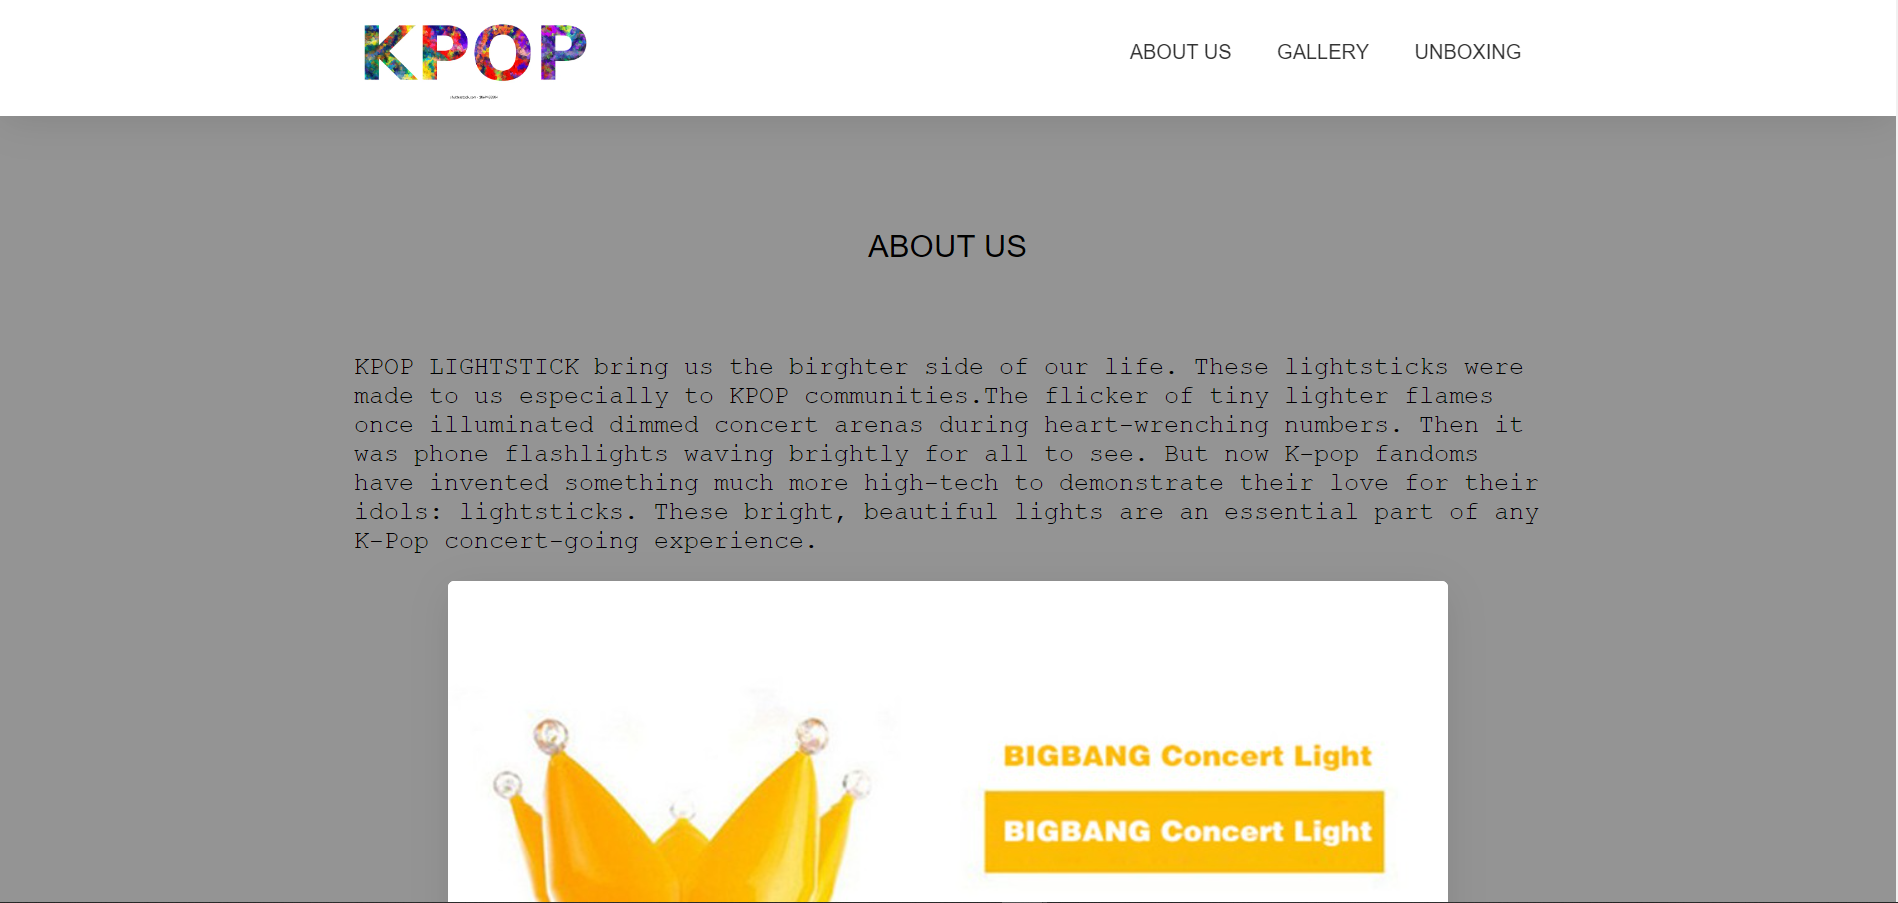 KPOP
ABOUT US
GALLERY
UNBOXING
ABOUT US
KPOP LIGHTSTICK bring us the birghter side of our life. These lightsticks were
made to us especially to KPOP communities.The flicker of tiny lighter flames
once illuminated dimmed concert arenas during heart-wrenching numbers. Then it
was phone flashlights waving brightly for all to see. But now K-pop fandoms
have invented something much more high-tech to demonstrate their love for their
idols: lightsticks. These bright, beautiful lights are an essential part of any
K-Pop concert-going experience.
BIGBANG Concert Light
BIGBANG Concert Light